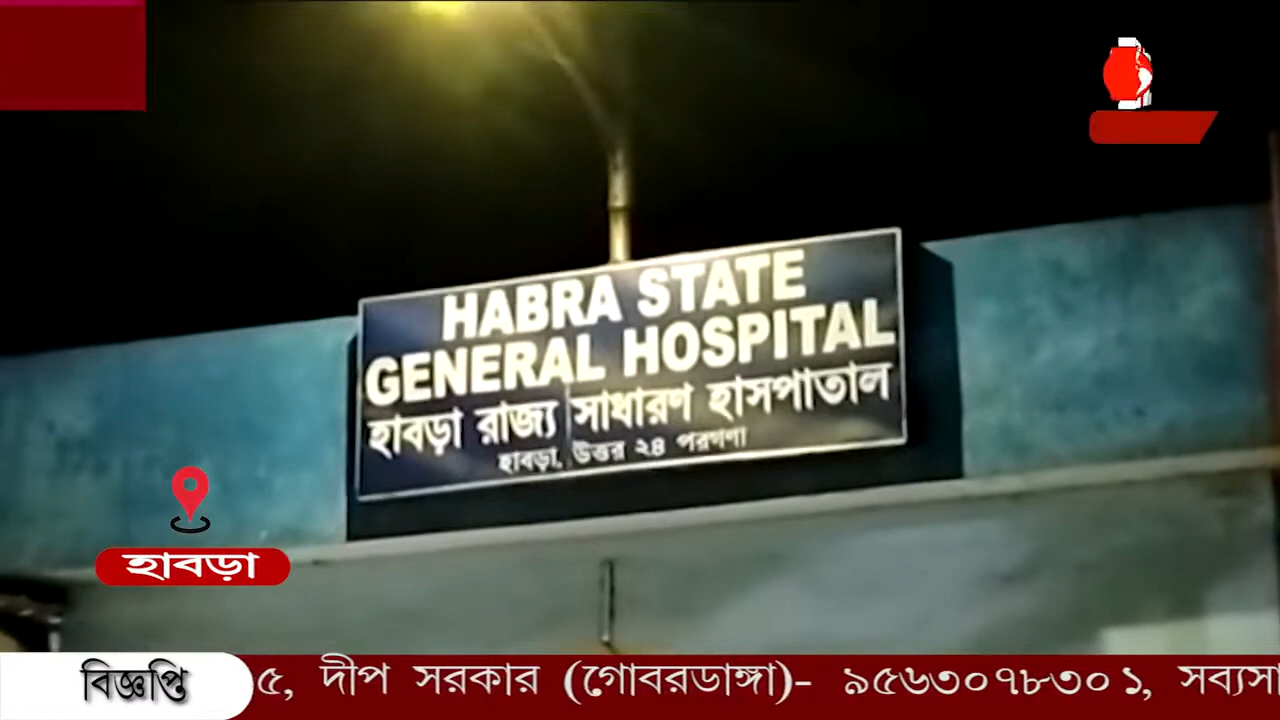 HABRA STATE
GENERAL HOSPITAL
হাবড়া রাজ্য সাধারণ হাসপাতাল
হাবড়া, উত্তর ২৪ পরগণা
হাবড়া
বিজ্ঞপ্তি
৫, দীপ সরকার (গোবরডাঙ্গা)- ৯৫৬৩০৭৮৩০১, সব্যসা